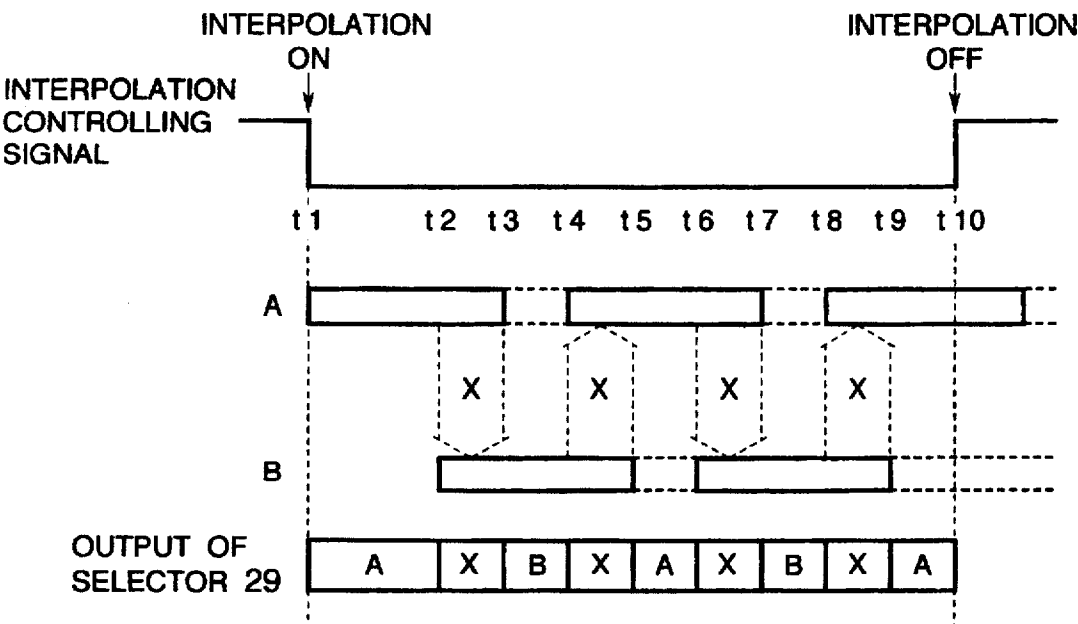 INTERPOLATION
ON
INTERPOLATION
OFF
INTERPOLATION
CONTROLLING
SIGNAL
t1 t2 t3 t4 t5 t6 t7 t8 t9 t10
A
X X X X
B
OUTPUT OF
SELECTOR 29
A X B X A X B X A